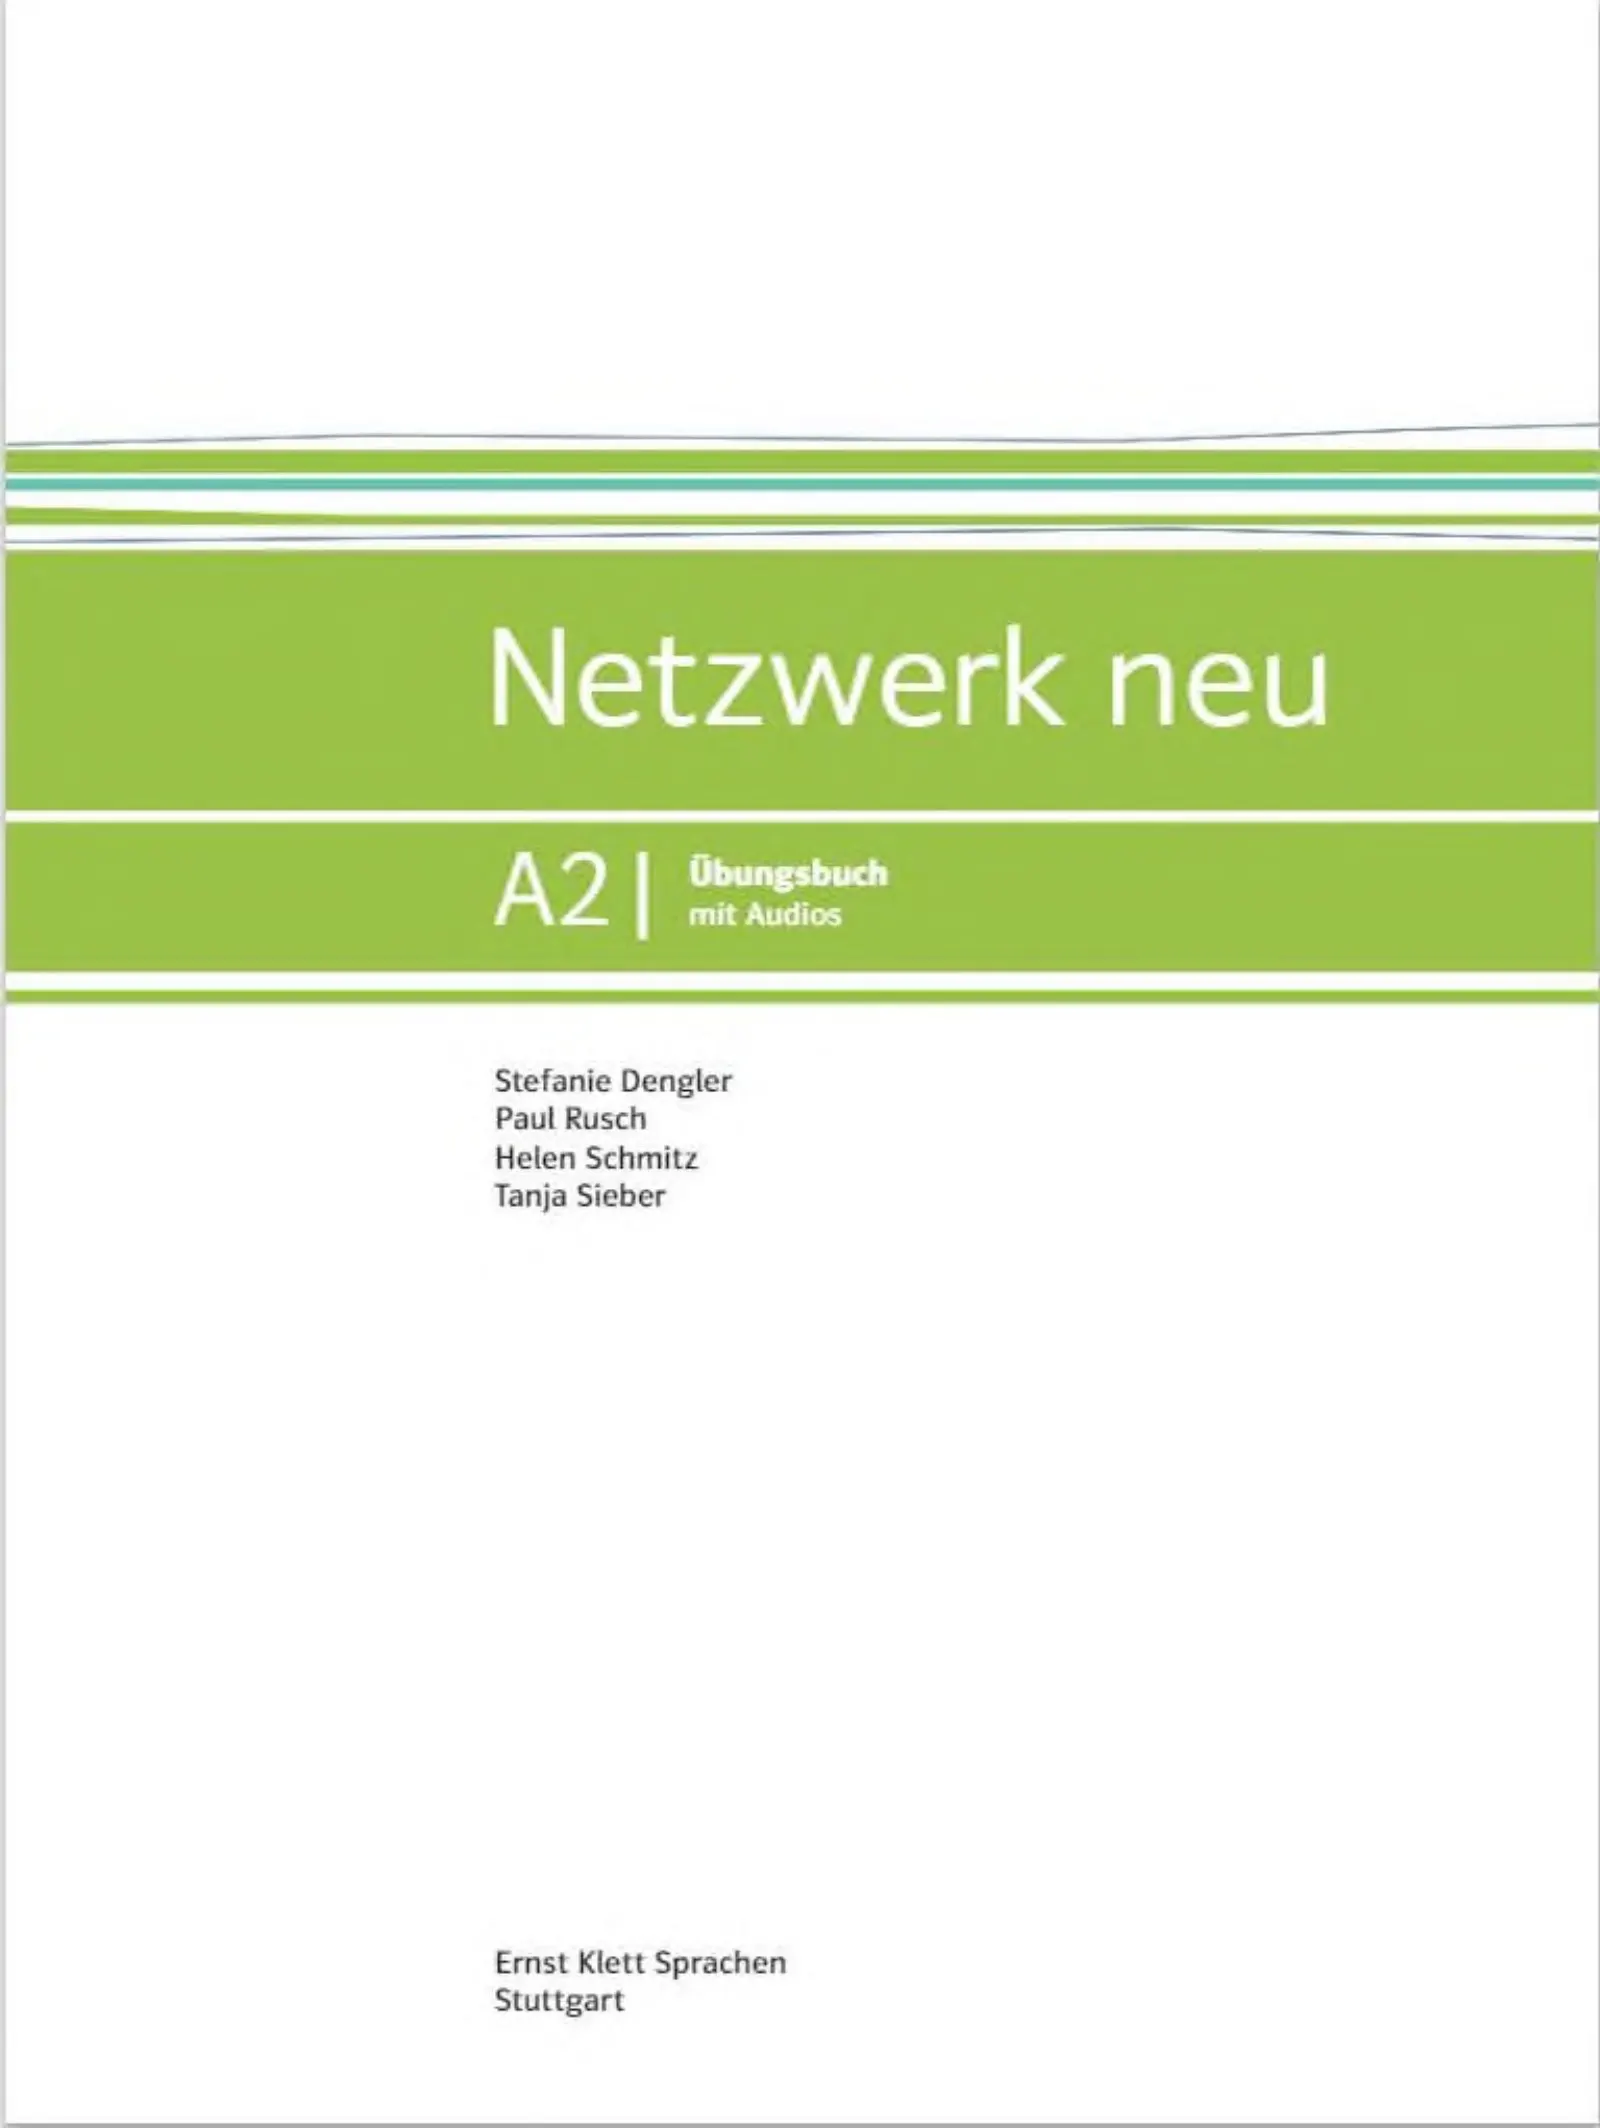 Netzwerk neu
A2 | Übungsbuch
mit Audios
Stefanie Dengler
Paul Rusch
Helen Schmitz
Tanja Sieber
Ernst Klett Sprachen
Stuttgart